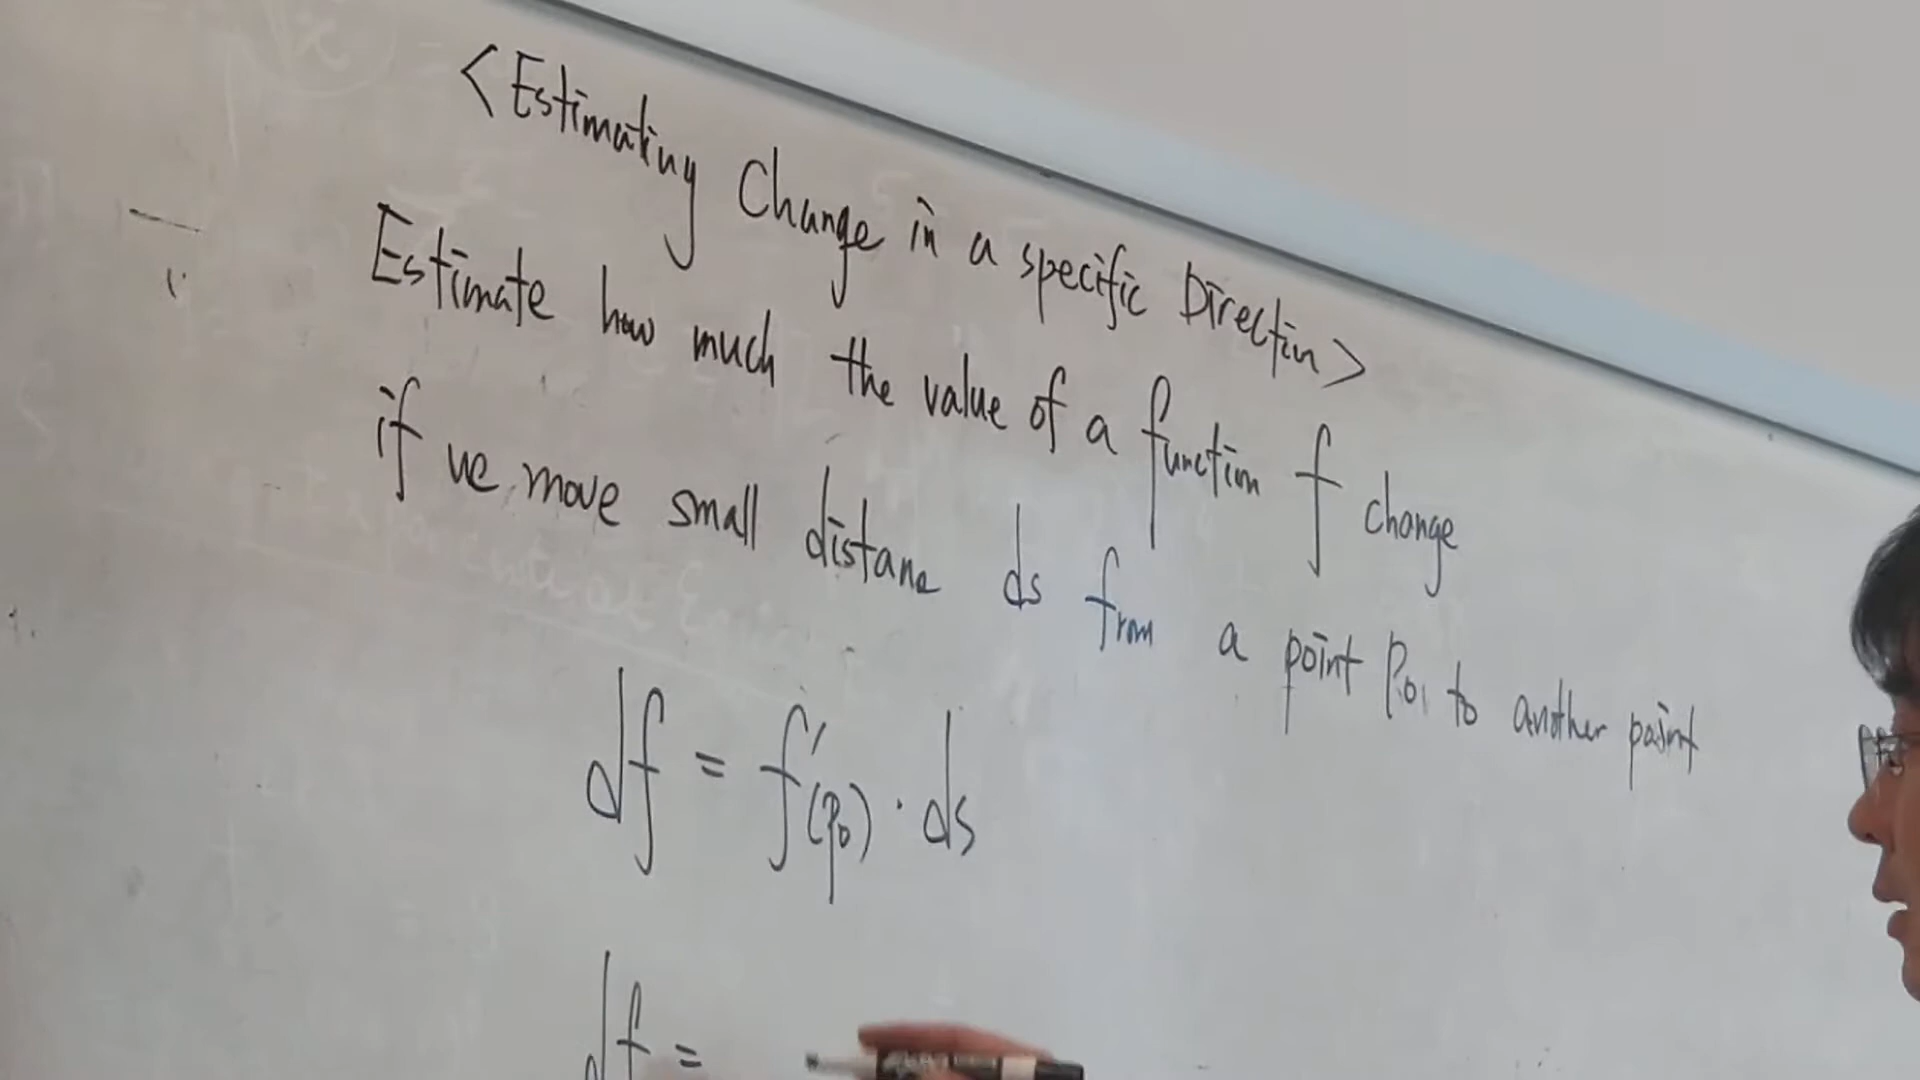 <Estimating Change in a specific Direction>
Estimate how much the value of a function f change
if we move small distance ds from a point P₀, to another point
df = f'(p₀) · ds
df =